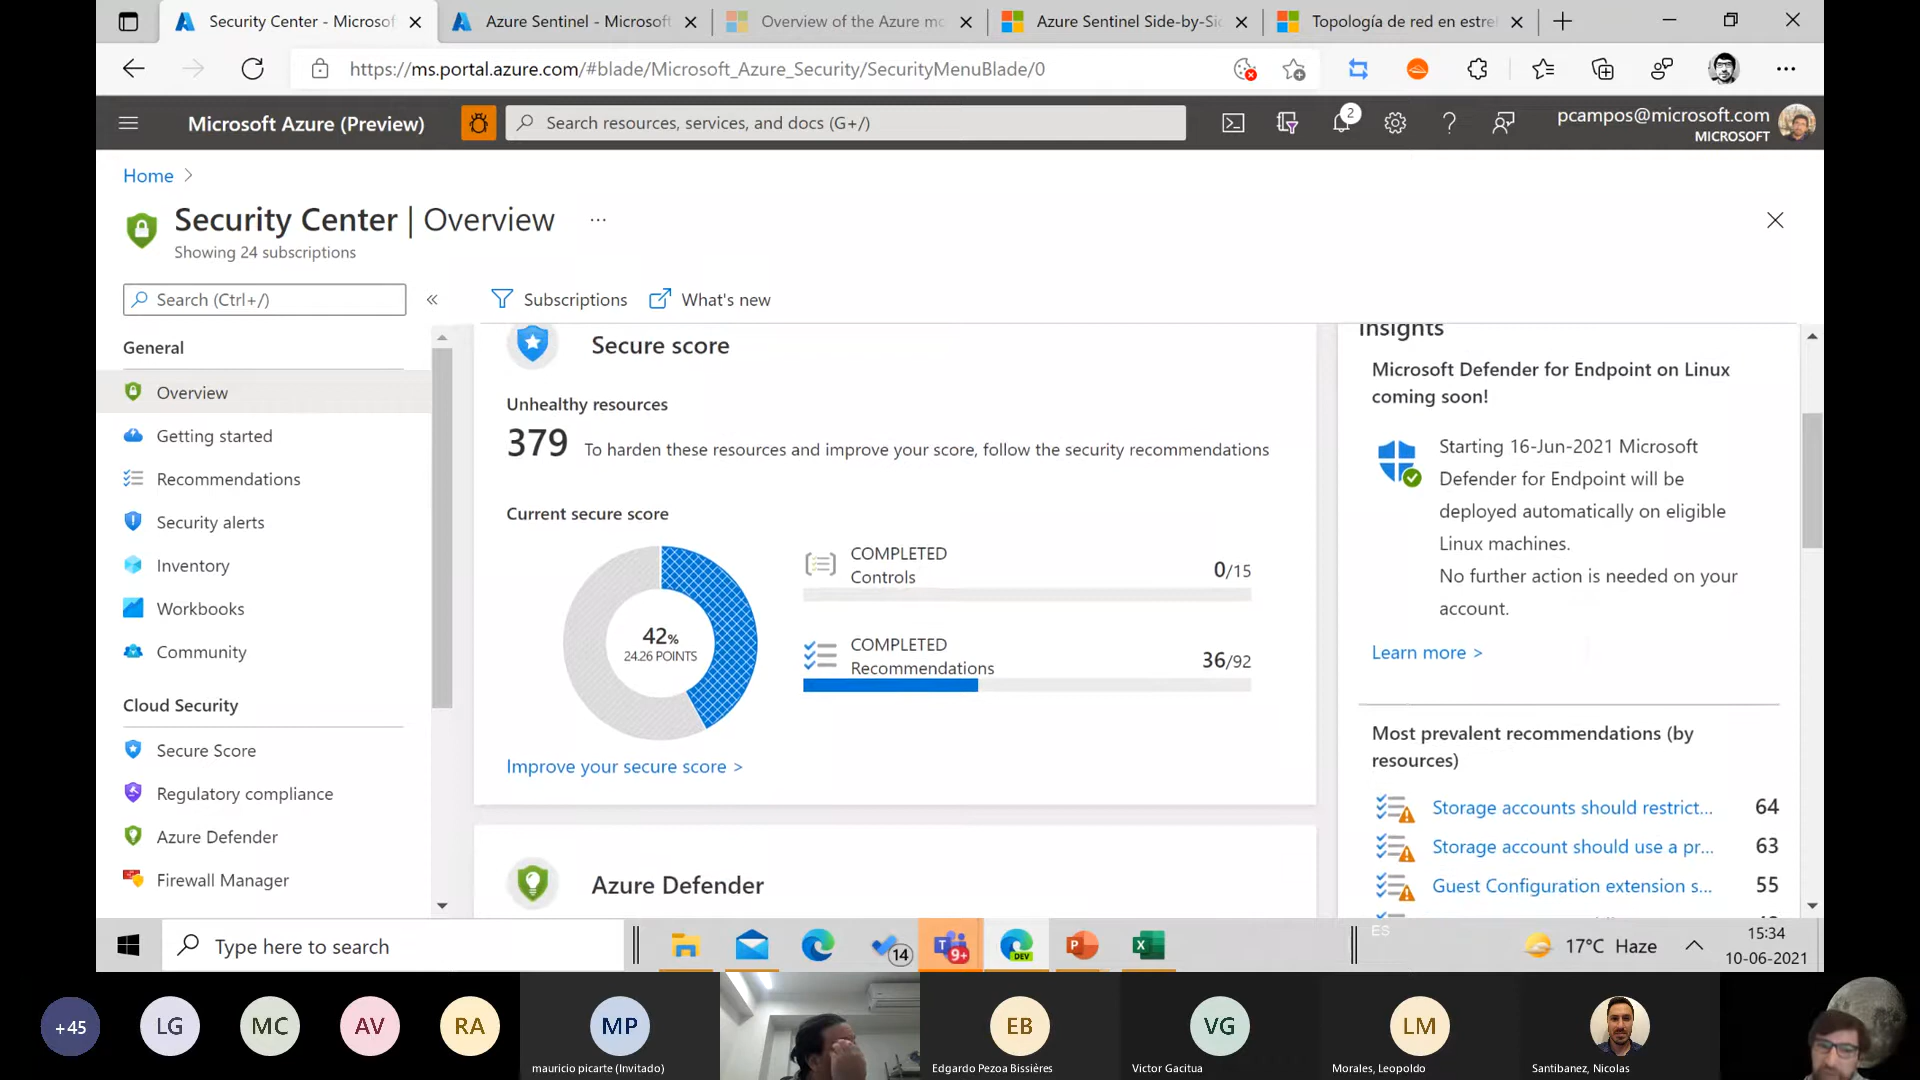 Security Center - Microsof
Azure Sentinel - Microsoft
Overview of the Azure mo
Azure Sentinel Side-by-Si
Topología de red en estre
https://ms.portal.azure.com/#blade/Microsoft_Azure_Security/SecurityMenuBlade/0
Microsoft Azure (Preview)
Search resources, services, and docs (G+/)
2
pcampos@microsoft.com
MICROSOFT
Home
Security Center | Overview
Showing 24 subscriptions
Search (Ctrl+/)
Subscriptions
What's new
General
Overview
Getting started
Recommendations
Security alerts
Inventory
Workbooks
Community
Cloud Security
Secure Score
Regulatory compliance
Azure Defender
Firewall Manager
Secure score
Unhealthy resources
379 To harden these resources and improve your score, follow the security recommendations
Current secure score
42%
24.26 POINTS
COMPLETED
Controls
0/15
COMPLETED
Recommendations
36/92
Improve your secure score >
Azure Defender
Insights
Microsoft Defender for Endpoint on Linux
coming soon!
Starting 16-Jun-2021 Microsoft
Defender for Endpoint will be
deployed automatically on eligible
Linux machines.
No further action is needed on your
account.
Learn more >
Most prevalent recommendations (by
resources)
Storage accounts should restrict... 64
Storage account should use a pr... 63
Guest Configuration extension s... 55
Type here to search
14
9+
DEV
ES
17°C Haze
15:34
10-06-2021
+45
LG
MC
AV
RA
MP
mauricio picarte (Invitado)
EB
Edgardo Pezoa Bissières
VG
Victor Gacitua
LM
Morales, Leopoldo
Santibanez, Nicolas